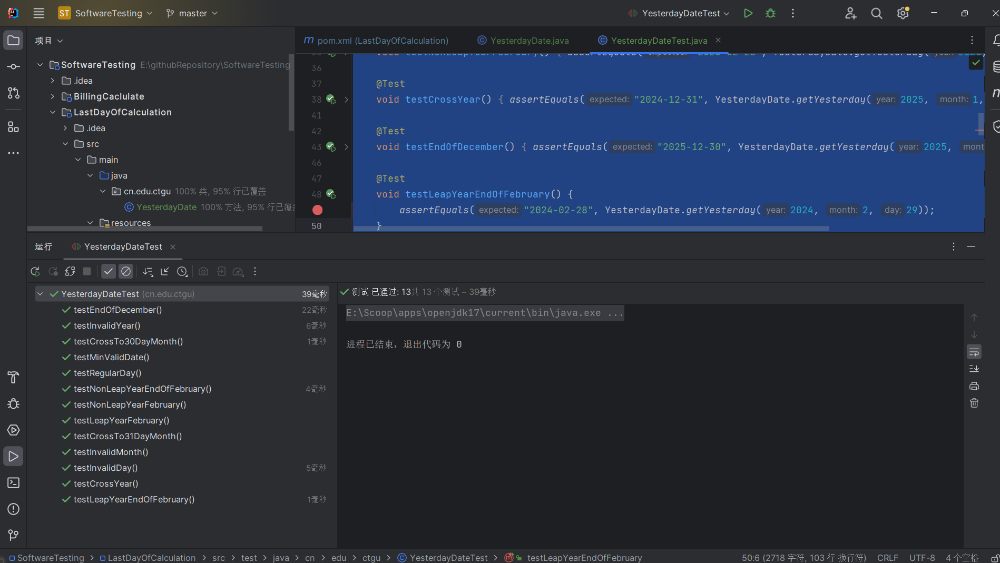 ST SoftwareTesting master YesterdayDateTest
项目
pom.xml (LastDayOfCalculation) YesterdayDate.java YesterdayDateTest.java
SoftwareTesting E:\githubRepository\SoftwareTesting
.idea
BillingCaclulate
LastDayOfCalculation
.idea
src
main
java
cn.edu.ctgu 100% 类, 95% 行已覆盖
YesterdayDate 100% 方法, 95% 行已覆盖
resources
36
37 @Test
38 void testCrossYear() { assertEquals( expected: "2024-12-31", YesterdayDate.getYesterday( year: 2025, month: 1,
41
42 @Test
43 void testEndOfDecember() { assertEquals( expected: "2025-12-30", YesterdayDate.getYesterday( year: 2025, mont
46
47 @Test
48 void testLeapYearEndOfFebruary() {
assertEquals( expected: "2024-02-28", YesterdayDate.getYesterday( year: 2024, month: 2, day: 29));
50 }
运行 YesterdayDateTest
YesterdayDateTest (cn.edu.ctgu) 39毫秒
testEndOfDecember() 22毫秒
testInvalidYear() 6毫秒
testCrossTo30DayMonth() 1毫秒
testMinValidDate()
testRegularDay()
testNonLeapYearEndOfFebruary() 4毫秒
testNonLeapYearFebruary()
testLeapYearFebruary()
testCrossTo31DayMonth()
testInvalidMonth()
testInvalidDay() 5毫秒
testCrossYear()
testLeapYearEndOfFebruary() 1毫秒
测试 已通过: 13共 13 个测试 – 39毫秒
E:\Scoop\apps\openjdk17\current\bin\java.exe ...
进程已结束，退出代码为 0
SoftwareTesting > LastDayOfCalculation > src > test > java > cn > edu > ctgu > YesterdayDateTest > testLeapYearEndOfFebruary 50:6 (2718 字符, 103 行 换行符) CRLF UTF-8 4 个空格